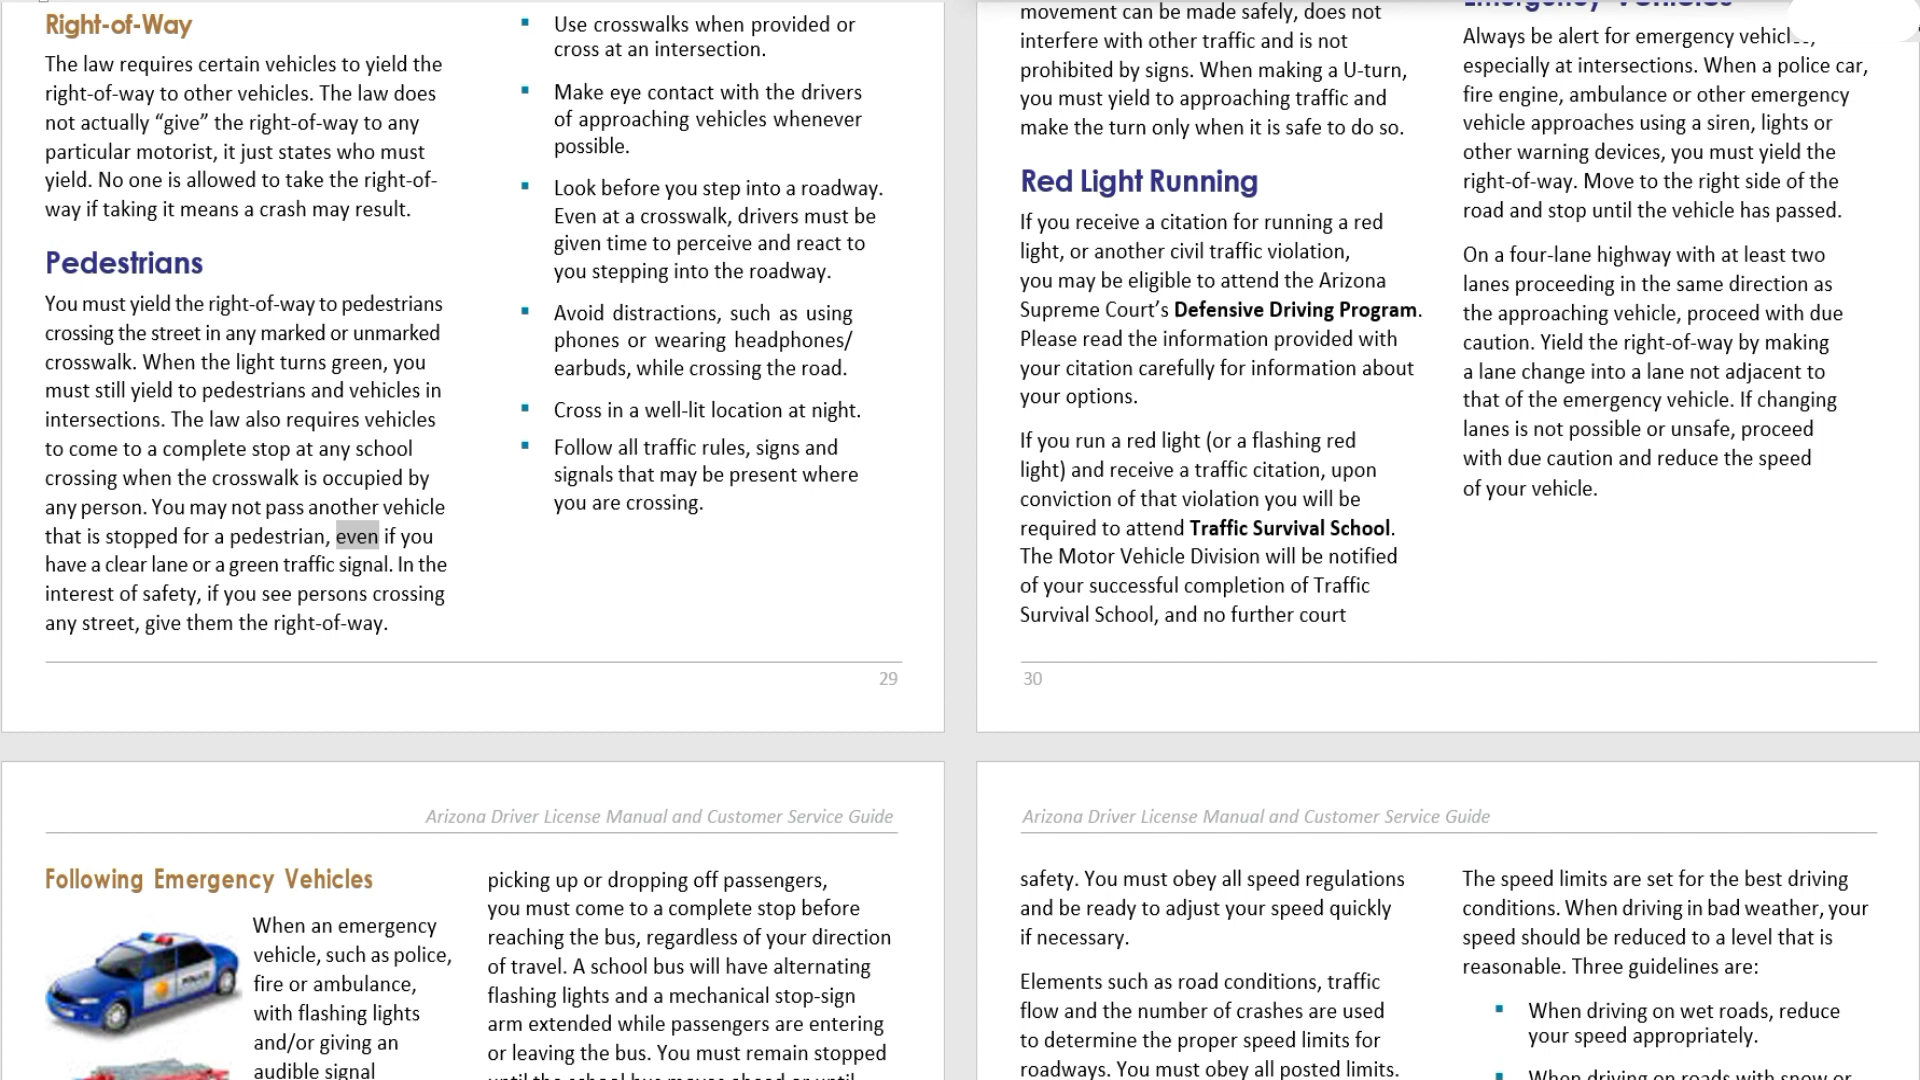 Right-of-Way
The law requires certain vehicles to yield the
right-of-way to other vehicles. The law does
not actually “give” the right-of-way to any
particular motorist, it just states who must
yield. No one is allowed to take the right-of-
way if taking it means a crash may result.
Pedestrians
You must yield the right-of-way to pedestrians
crossing the street in any marked or unmarked
crosswalk. When the light turns green, you
must still yield to pedestrians and vehicles in
intersections. The law also requires vehicles
to come to a complete stop at any school
crossing when the crosswalk is occupied by
any person. You may not pass another vehicle
that is stopped for a pedestrian, even if you
have a clear lane or a green traffic signal. In the
interest of safety, if you see persons crossing
any street, give them the right-of-way.
Use crosswalks when provided or
cross at an intersection.
Make eye contact with the drivers
of approaching vehicles whenever
possible.
Look before you step into a roadway.
Even at a crosswalk, drivers must be
given time to perceive and react to
you stepping into the roadway.
Avoid distractions, such as using
phones or wearing headphones/
earbuds, while crossing the road.
Cross in a well-lit location at night.
Follow all traffic rules, signs and
signals that may be present where
you are crossing.
29
movement can be made safely, does not
interfere with other traffic and is not
prohibited by signs. When making a U-turn,
you must yield to approaching traffic and
make the turn only when it is safe to do so.
Red Light Running
If you receive a citation for running a red
light, or another civil traffic violation,
you may be eligible to attend the Arizona
Supreme Court’s Defensive Driving Program.
Please read the information provided with
your citation carefully for information about
your options.
If you run a red light (or a flashing red
light) and receive a traffic citation, upon
conviction of that violation you will be
required to attend Traffic Survival School.
The Motor Vehicle Division will be notified
of your successful completion of Traffic
Survival School, and no further court
Emergency Vehicles
Always be alert for emergency vehicles,
especially at intersections. When a police car,
fire engine, ambulance or other emergency
vehicle approaches using a siren, lights or
other warning devices, you must yield the
right-of-way. Move to the right side of the
road and stop until the vehicle has passed.
On a four-lane highway with at least two
lanes proceeding in the same direction as
the approaching vehicle, proceed with due
caution. Yield the right-of-way by making
a lane change into a lane not adjacent to
that of the emergency vehicle. If changing
lanes is not possible or unsafe, proceed
with due caution and reduce the speed
of your vehicle.
30
Arizona Driver License Manual and Customer Service Guide
Following Emergency Vehicles
When an emergency
vehicle, such as police,
fire or ambulance,
with flashing lights
and/or giving an
audible signal
POLICE
picking up or dropping off passengers,
you must come to a complete stop before
reaching the bus, regardless of your direction
of travel. A school bus will have alternating
flashing lights and a mechanical stop-sign
arm extended while passengers are entering
or leaving the bus. You must remain stopped
until the school bus moves ahead or until
Arizona Driver License Manual and Customer Service Guide
safety. You must obey all speed regulations
and be ready to adjust your speed quickly
if necessary.
Elements such as road conditions, traffic
flow and the number of crashes are used
to determine the proper speed limits for
roadways. You must obey all posted limits.
The speed limits are set for the best driving
conditions. When driving in bad weather, your
speed should be reduced to a level that is
reasonable. Three guidelines are:
When driving on wet roads, reduce
your speed appropriately.
When driving on roads with snow or